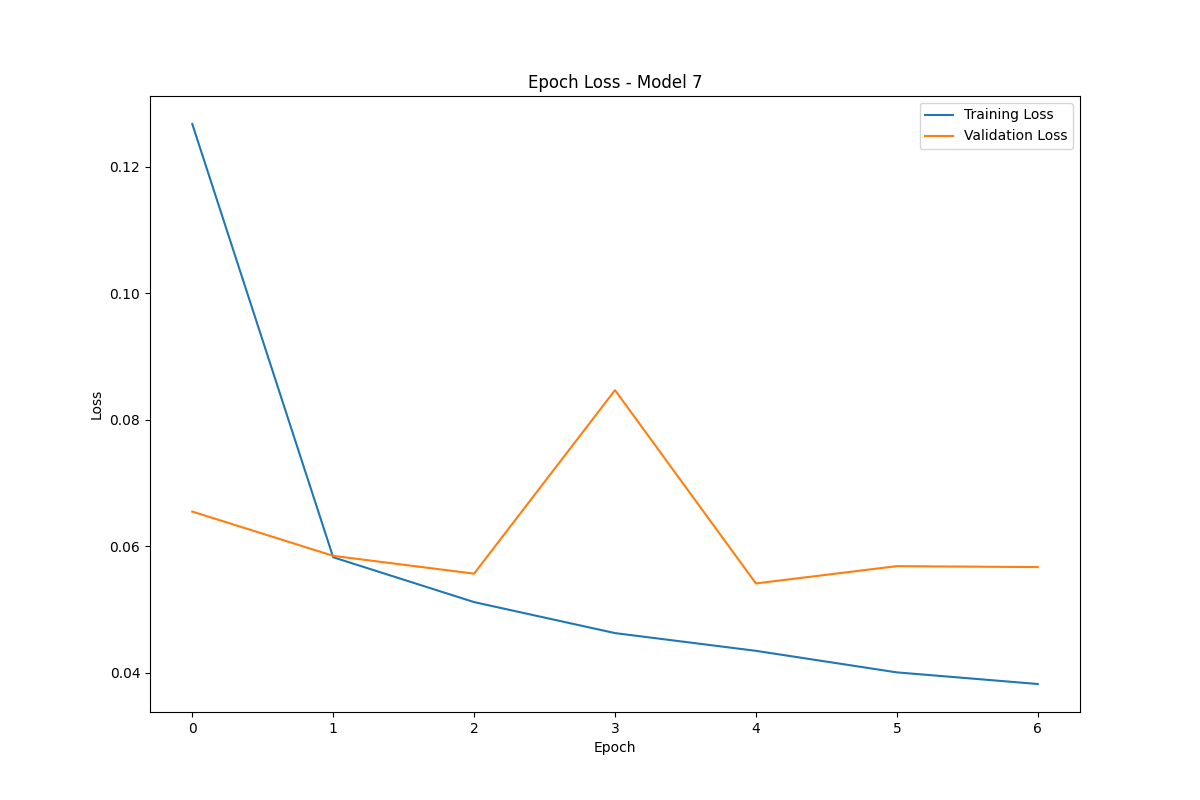 Epoch Loss - Model 7
Training Loss
Validation Loss
0.12
0.10
0.08
0.06
0.04
Loss
0 1 2 3 4 5 6
Epoch